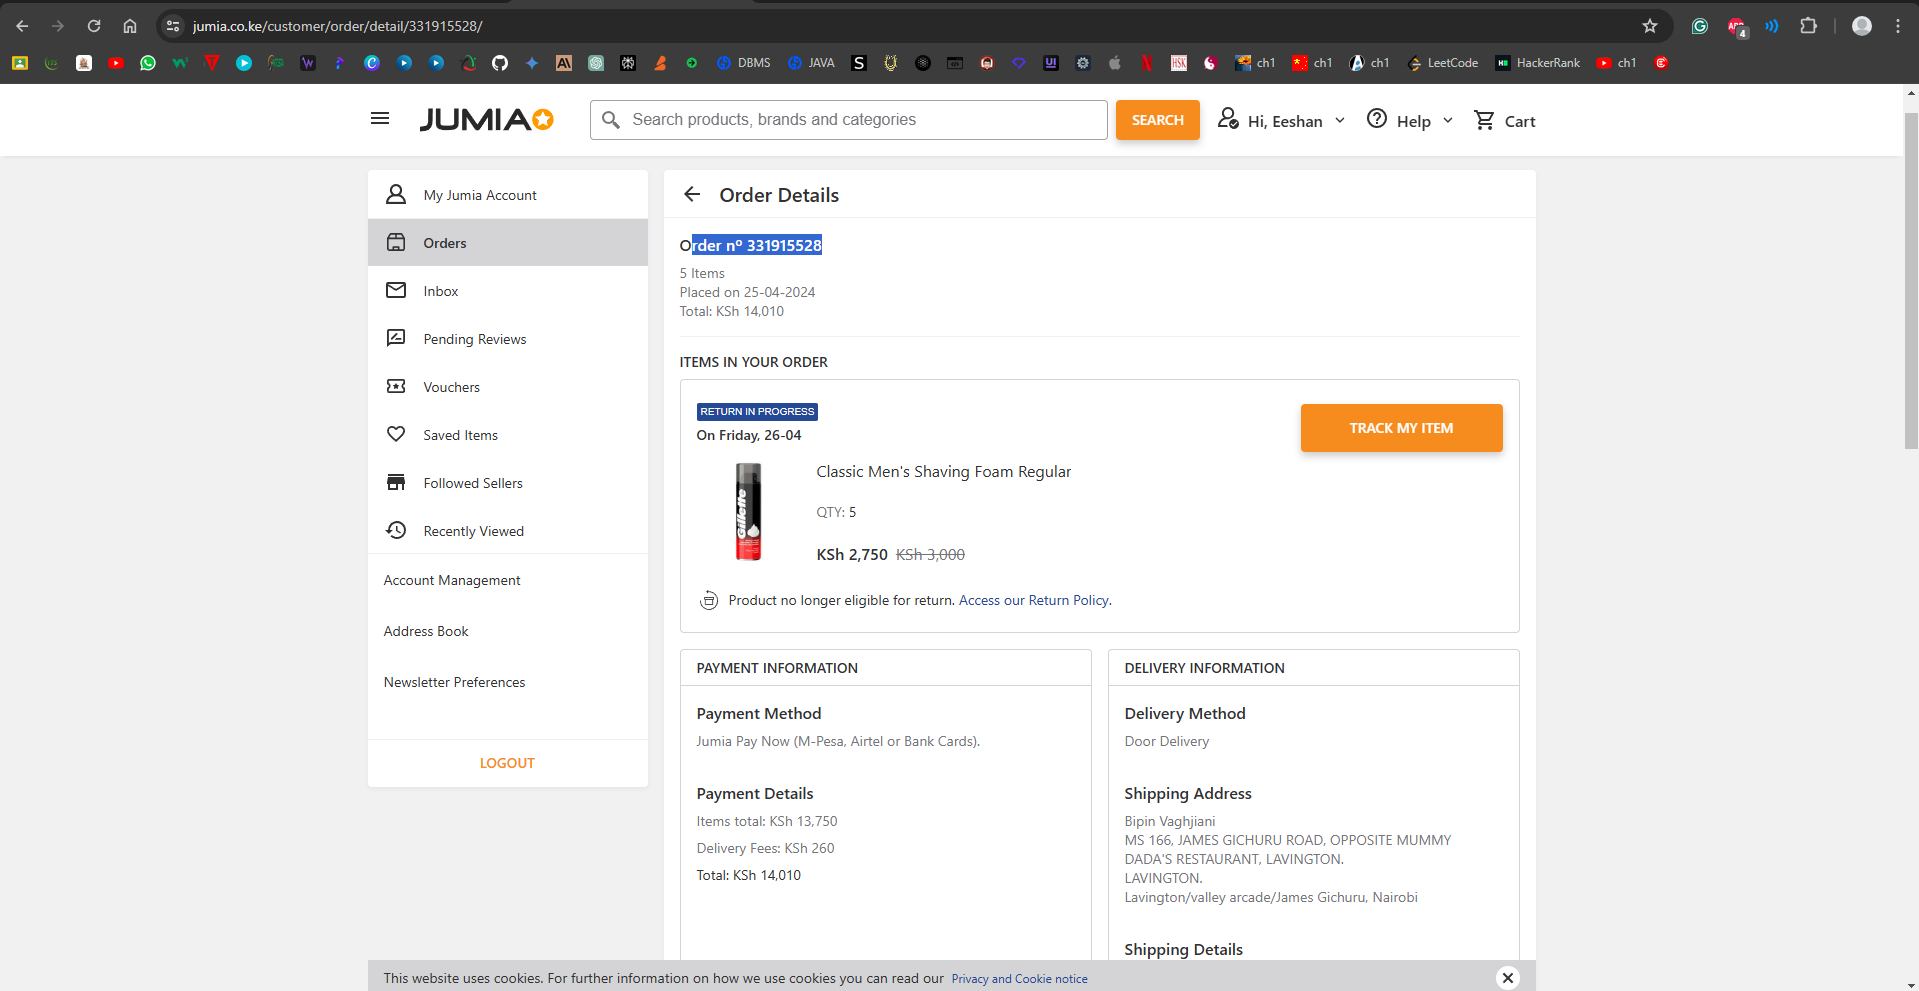 jumia.co.ke/customer/order/detail/331915528/
4
DBMS
JAVA
HSK
ch1
ch1
ch1
LeetCode
HackerRank
ch1
JUMIA
Search products, brands and categories
SEARCH
Hi, Eeshan
Help
Cart
My Jumia Account
Orders
Inbox
Pending Reviews
Vouchers
Saved Items
Followed Sellers
Recently Viewed
Account Management
Address Book
Newsletter Preferences
LOGOUT
Order Details
Order nº 331915528
5 Items
Placed on 25-04-2024
Total: KSh 14,010
ITEMS IN YOUR ORDER
RETURN IN PROGRESS
On Friday, 26-04
TRACK MY ITEM
Gillette
Classic Men's Shaving Foam Regular
QTY: 5
KSh 2,750 KSh 3,000
Product no longer eligible for return. Access our Return Policy.
PAYMENT INFORMATION
Payment Method
Jumia Pay Now (M-Pesa, Airtel or Bank Cards).
Payment Details
Items total: KSh 13,750
Delivery Fees: KSh 260
Total: KSh 14,010
DELIVERY INFORMATION
Delivery Method
Door Delivery
Shipping Address
Bipin Vaghjiani
MS 166, JAMES GICHURU ROAD, OPPOSITE MUMMY
DADA'S RESTAURANT, LAVINGTON.
LAVINGTON.
Lavington/valley arcade/James Gichuru, Nairobi
Shipping Details
This website uses cookies. For further information on how we use cookies you can read our Privacy and Cookie notice